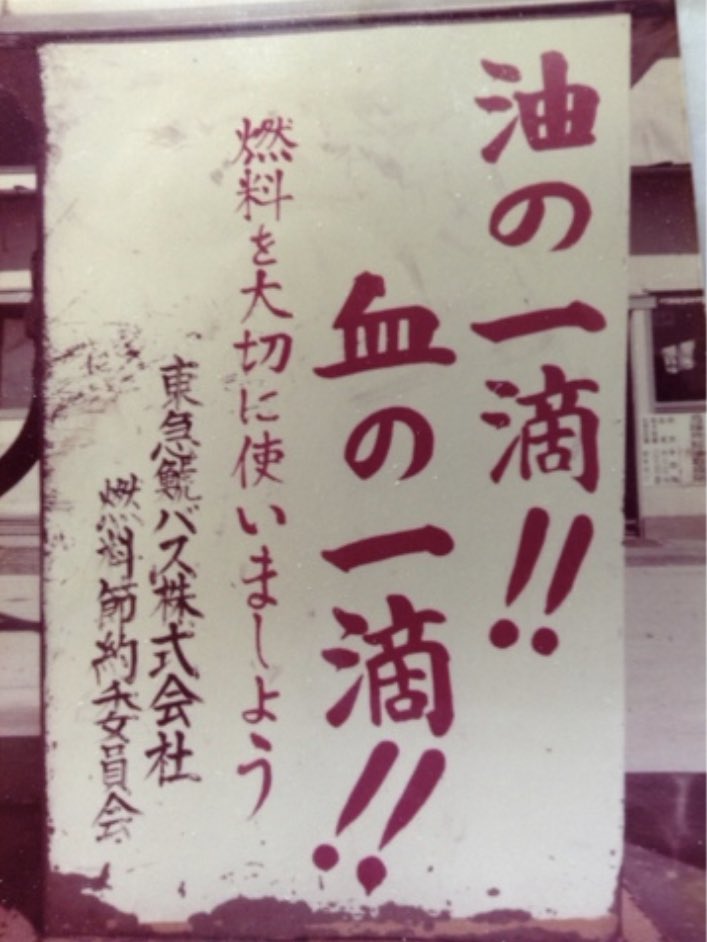 油の一滴!!
血の一滴!!
燃料を大切に使いましょう
東急鯱バス株式会社
燃料節約委員会